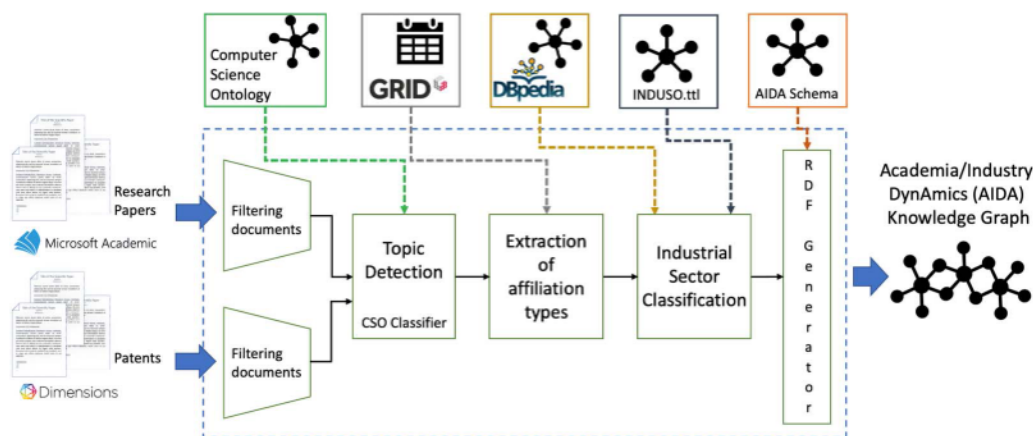 Computer
Science
Ontology
GRID
DBpedia
INDUSO.ttl
AIDA Schema
Research
Papers
Microsoft Academic
Patents
Dimensions
Filtering
documents
Filtering
documents
Topic
Detection
CSO Classifier
Extraction
of
affiliation
types
Industrial
Sector
Classification
R
D
F
G
e
n
e
r
a
t
o
r
Academia/Industry
DynAmics (AIDA)
Knowledge Graph